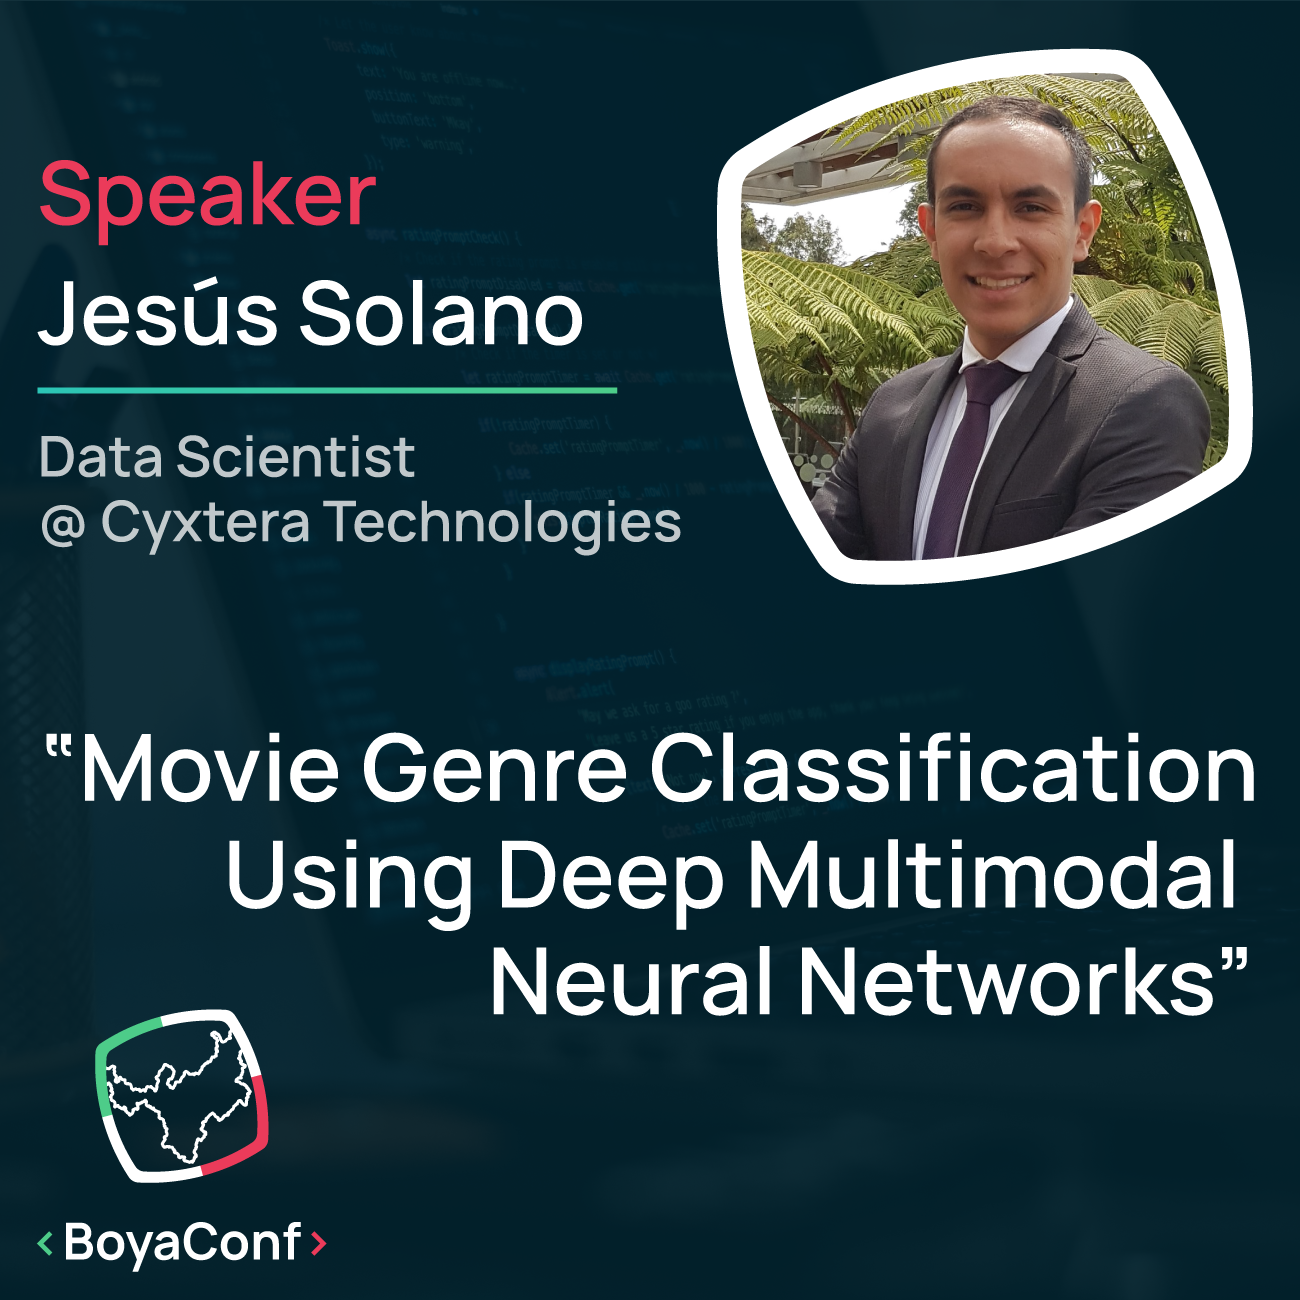 Speaker
Jesús Solano
Data Scientist
@ Cyxtera Technologies
“Movie Genre Classification
Using Deep Multimodal
Neural Networks”
<BoyaConf>